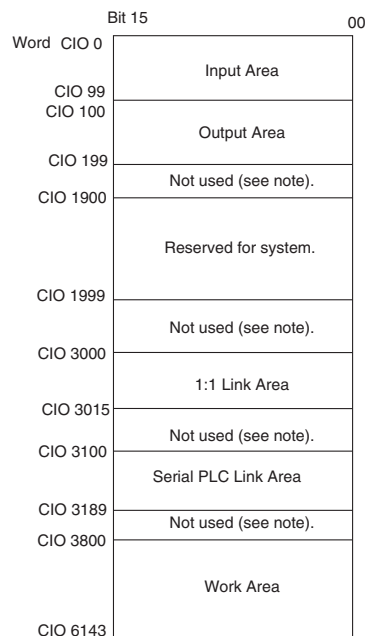 Bit 15 00
Word CIO 0
Input Area
CIO 99
CIO 100
Output Area
CIO 199
Not used (see note).
CIO 1900
Reserved for system.
CIO 1999
Not used (see note).
CIO 3000
1:1 Link Area
CIO 3015
Not used (see note).
CIO 3100
Serial PLC Link Area
CIO 3189
Not used (see note).
CIO 3800
Work Area
CIO 6143